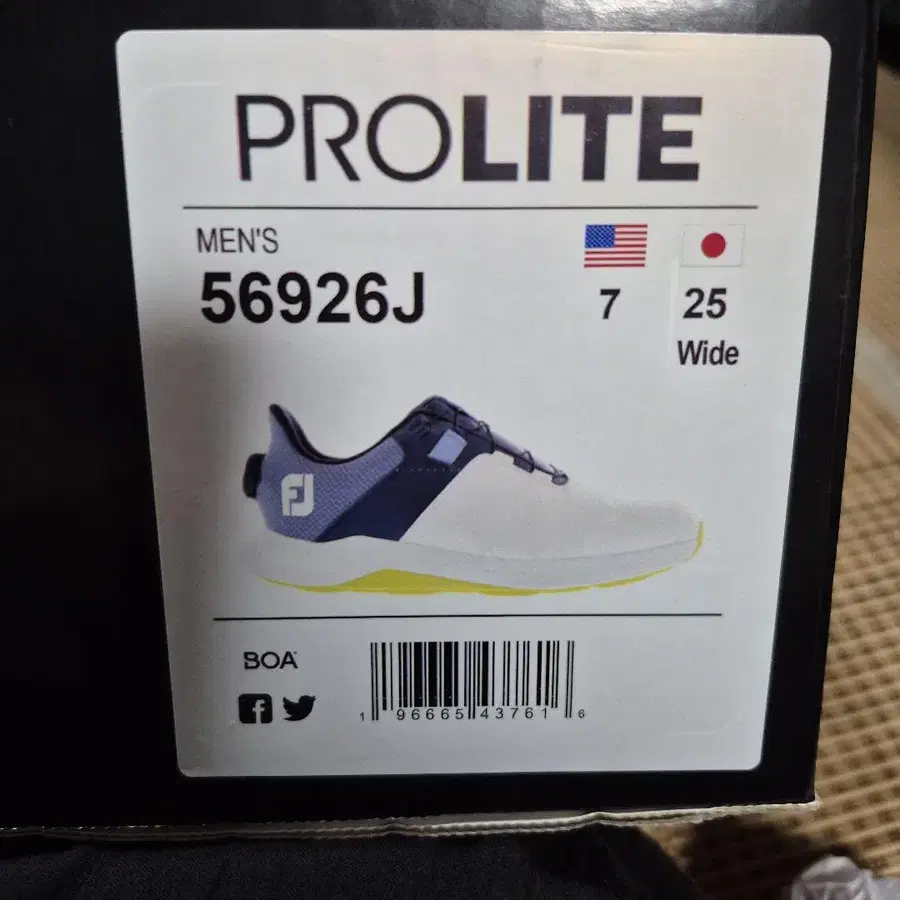 PROLITE
MEN'S
56926J
7 25
Wide
FJ
BOA
1 96665 43761 6